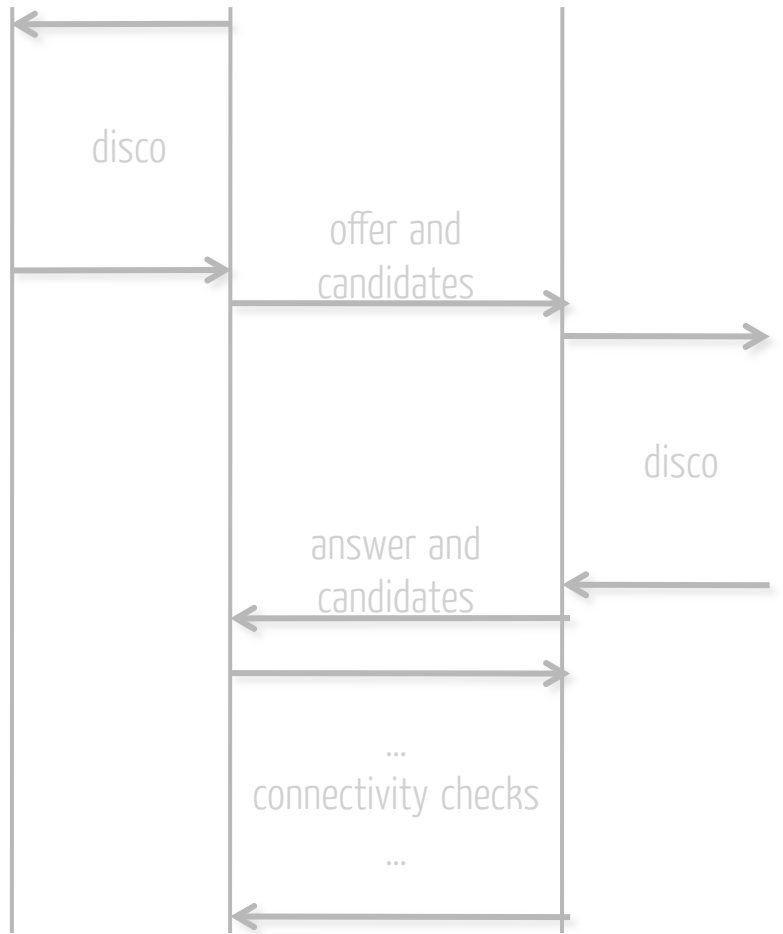 disco
offer and
candidates
disco
answer and
candidates
...
connectivity checks
...